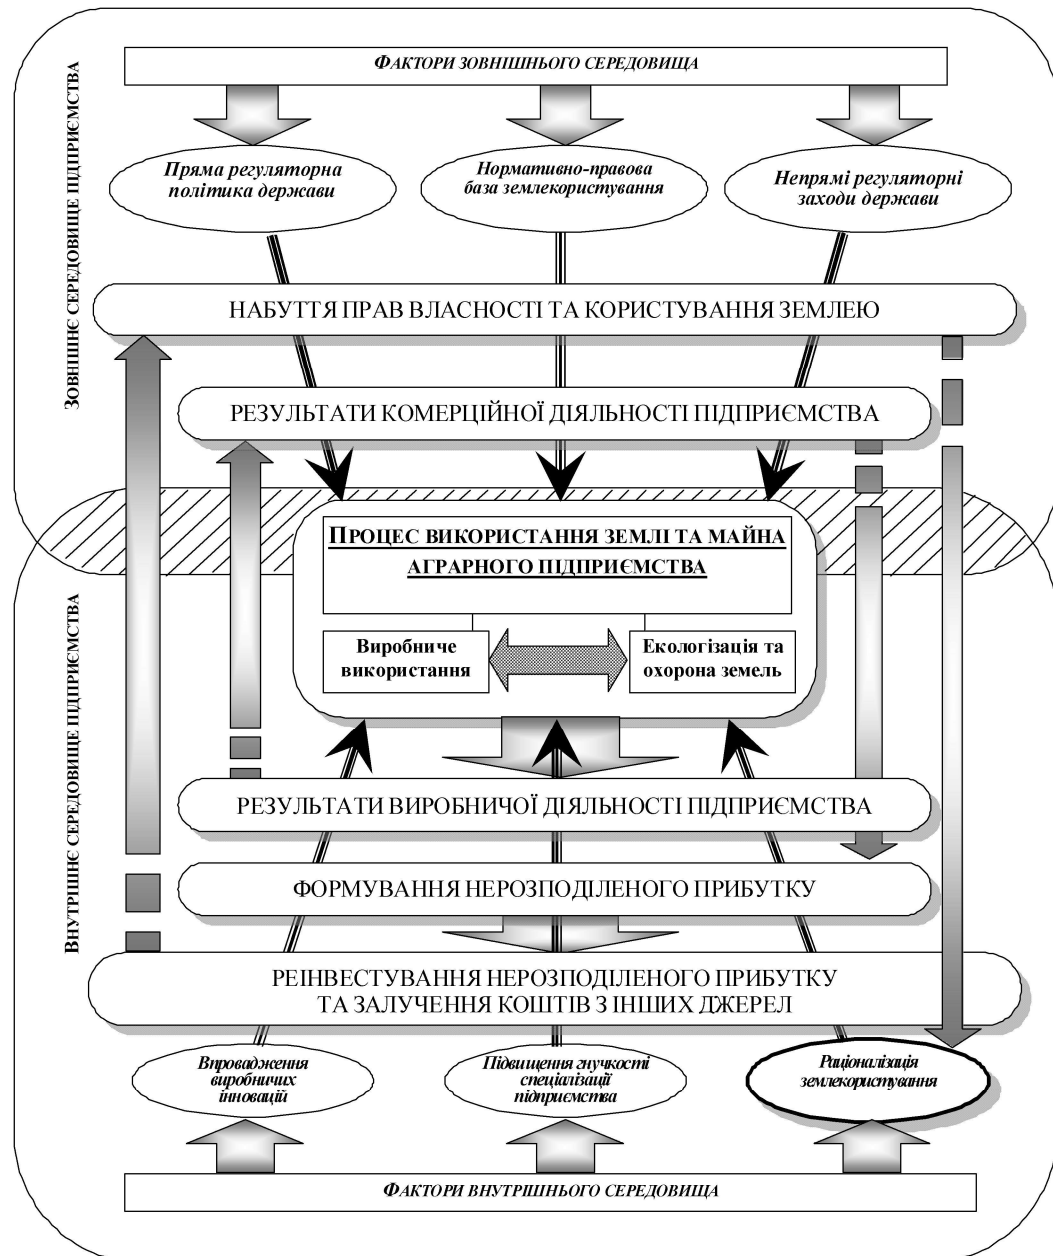 ФАКТОРИ ЗОВНІШНЬОГО СЕРЕДОВИЩА
ЗОВНІШНЄ СЕРЕДОВИЩЕ ПІДПРИЄМСТВА
Пряма регуляторна
політика держави
Нормативно-правова
база землекористування
Непрямі регуляторні
заходи держави
НАБУТТЯ ПРАВ ВЛАСНОСТІ ТА КОРИСТУВАННЯ ЗЕМЛЕЮ
РЕЗУЛЬТАТИ КОМЕРЦІЙНОЇ ДІЯЛЬНОСТІ ПІДПРИЄМСТВА
ПРОЦЕС ВИКОРИСТАННЯ ЗЕМЛІ ТА МАЙНА
АГРАРНОГО ПІДПРИЄМСТВА
Виробниче
використання
Екологізація та
охорона земель
ВНУТРІШНЄ СЕРЕДОВИЩЕ ПІДПРИЄМСТВА
РЕЗУЛЬТАТИ ВИРОБНИЧОЇ ДІЯЛЬНОСТІ ПІДПРИЄМСТВА
ФОРМУВАННЯ НЕРОЗПОДІЛЕНОГО ПРИБУТКУ
РЕІНВЕСТУВАННЯ НЕРОЗПОДІЛЕНОГО ПРИБУТКУ
ТА ЗАЛУЧЕННЯ КОШТІВ З ІНШИХ ДЖЕРЕЛ
Впровадження
виробничих
інновацій
Підвищення гнучкості
спеціалізації
підприємства
Раціоналізація
землекористування
ФАКТОРИ ВНУТРІШНЬОГО СЕРЕДОВИЩА